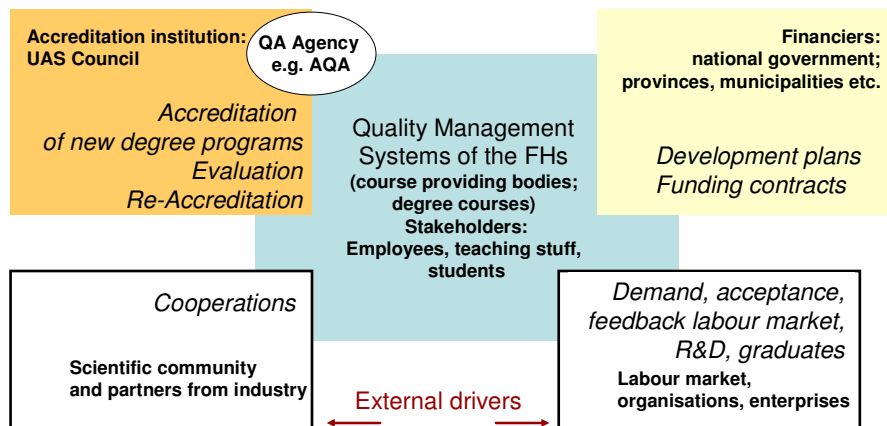 Accreditation institution:
UAS Council
QA Agency
e.g. AQA
Accreditation
of new degree programs
Evaluation
Re-Accreditation
Quality Management
Systems of the FHs
(course providing bodies;
degree courses)
Stakeholders:
Employees, teaching stuff,
students
Financiers:
national government;
provinces, municipalities etc.
Development plans
Funding contracts
Cooperations
Scientific community
and partners from industry
External drivers
Demand, acceptance,
feedback labour market,
R&D, graduates
Labour market,
organisations, enterprises